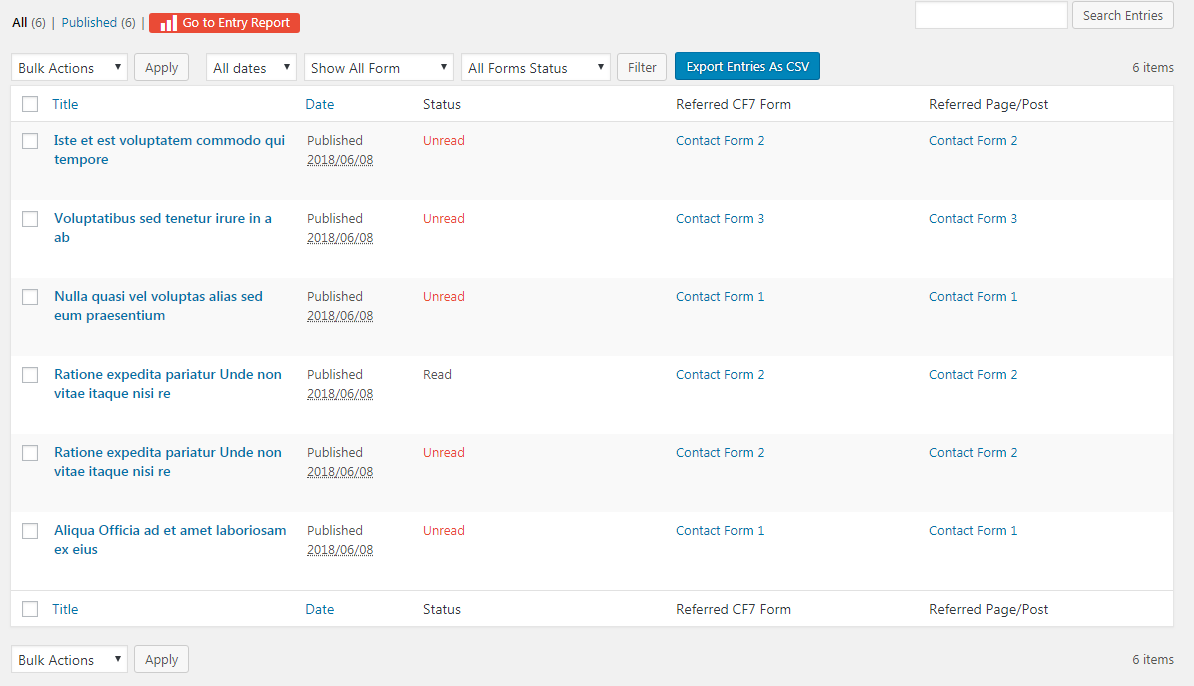 All (6) | Published (6) | Go to Entry Report
Search Entries
Bulk Actions Apply All dates Show All Form All Forms Status Filter Export Entries As CSV 6 items
Title Date Status Referred CF7 Form Referred Page/Post
Iste et est voluptatem commodo qui Published Unread Contact Form 2 Contact Form 2
tempore 2018/06/08
Voluptatibus sed tenetur irure in a Published Unread Contact Form 3 Contact Form 3
ab 2018/06/08
Nulla quasi vel voluptas alias sed Published Unread Contact Form 1 Contact Form 1
eum praesentium 2018/06/08
Ratione expedita pariatur Unde non Published Read Contact Form 2 Contact Form 2
vitae itaque nisi re 2018/06/08
Ratione expedita pariatur Unde non Published Unread Contact Form 2 Contact Form 2
vitae itaque nisi re 2018/06/08
Aliqua Officia ad et amet laboriosam Published Unread Contact Form 1 Contact Form 1
ex eius 2018/06/08
Title Date Status Referred CF7 Form Referred Page/Post
Bulk Actions Apply 6 items